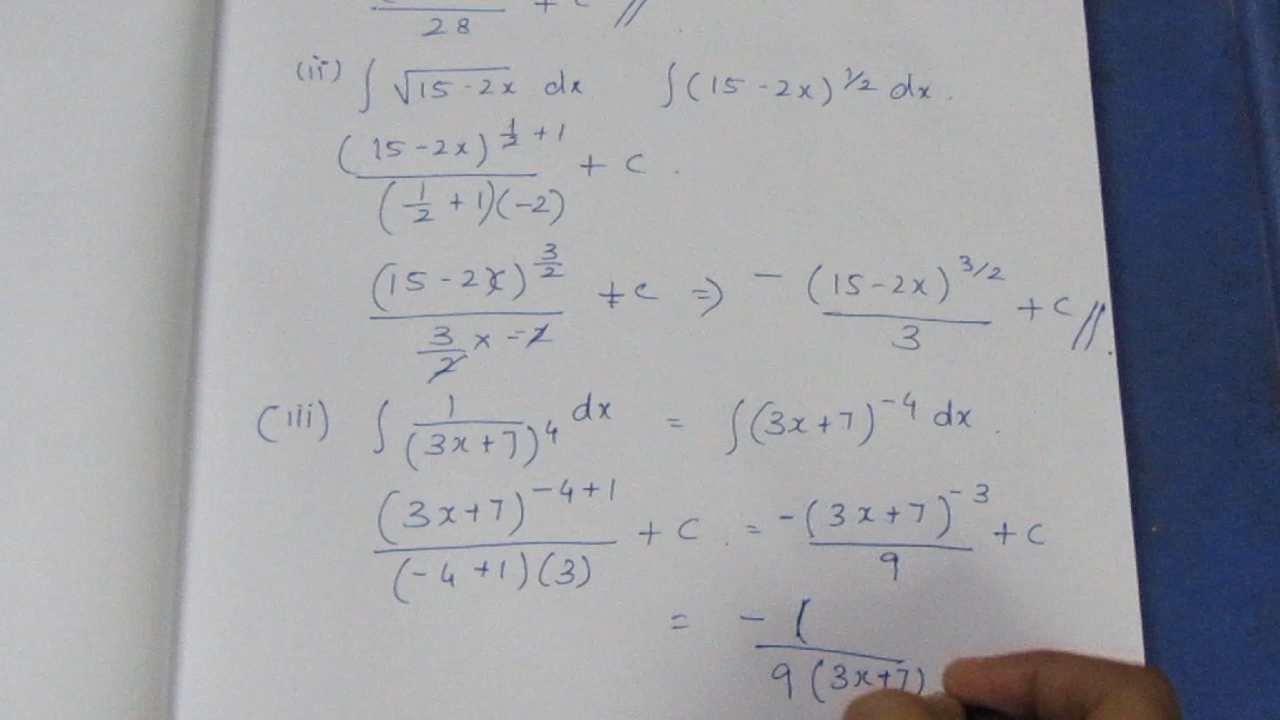 28 + C //
(ii) ∫ √15-2x dx ∫(15-2x)^1/2 dx.
(15-2x)^(1/2 + 1) / (1/2 + 1)(-2) + C.
(15-2x)^3/2 / 3/2 x -2 + C ⇒ - (15-2x)^3/2 / 3 + C //.
(iii) ∫ 1/(3x+7)^4 dx = ∫(3x+7)^-4 dx.
(3x+7)^-4+1 / (-4+1)(3) + C. = -(3x+7)^-3 / 9 + C
= -1 / 9(3x+7)